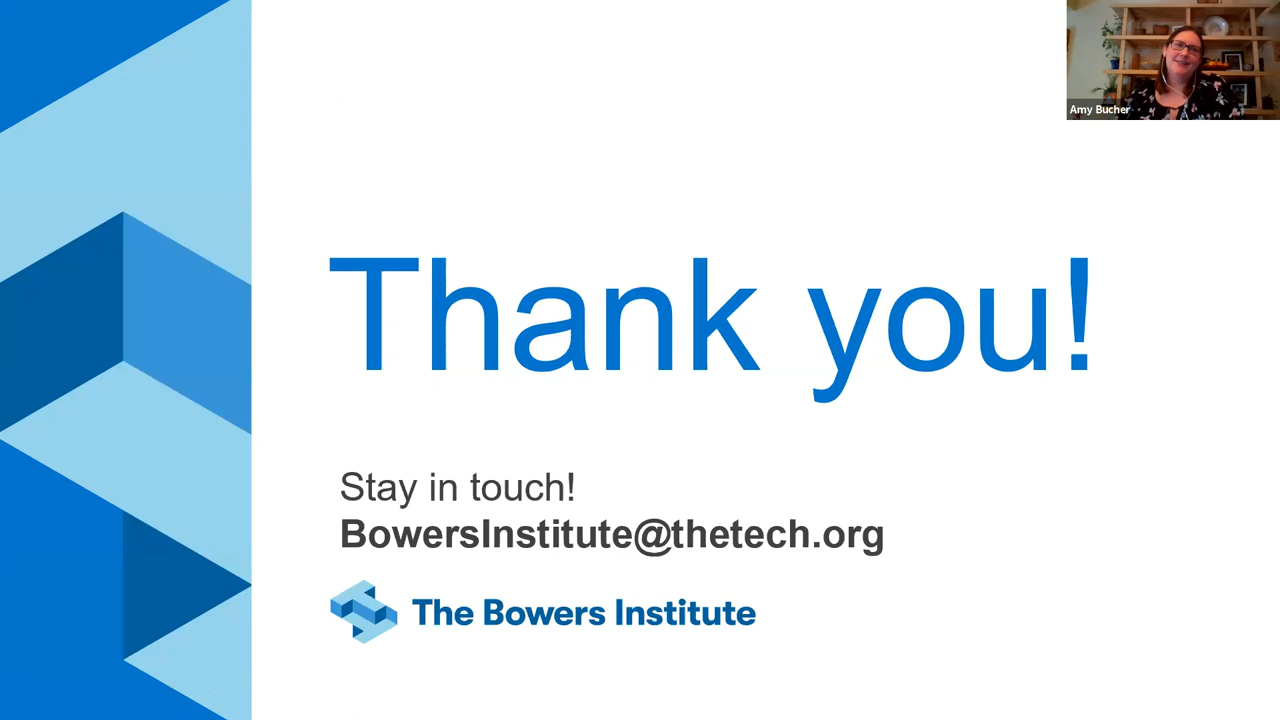 Amy Bucher
Thank you!
Stay in touch!
BowersInstitute@thetech.org
The Bowers Institute